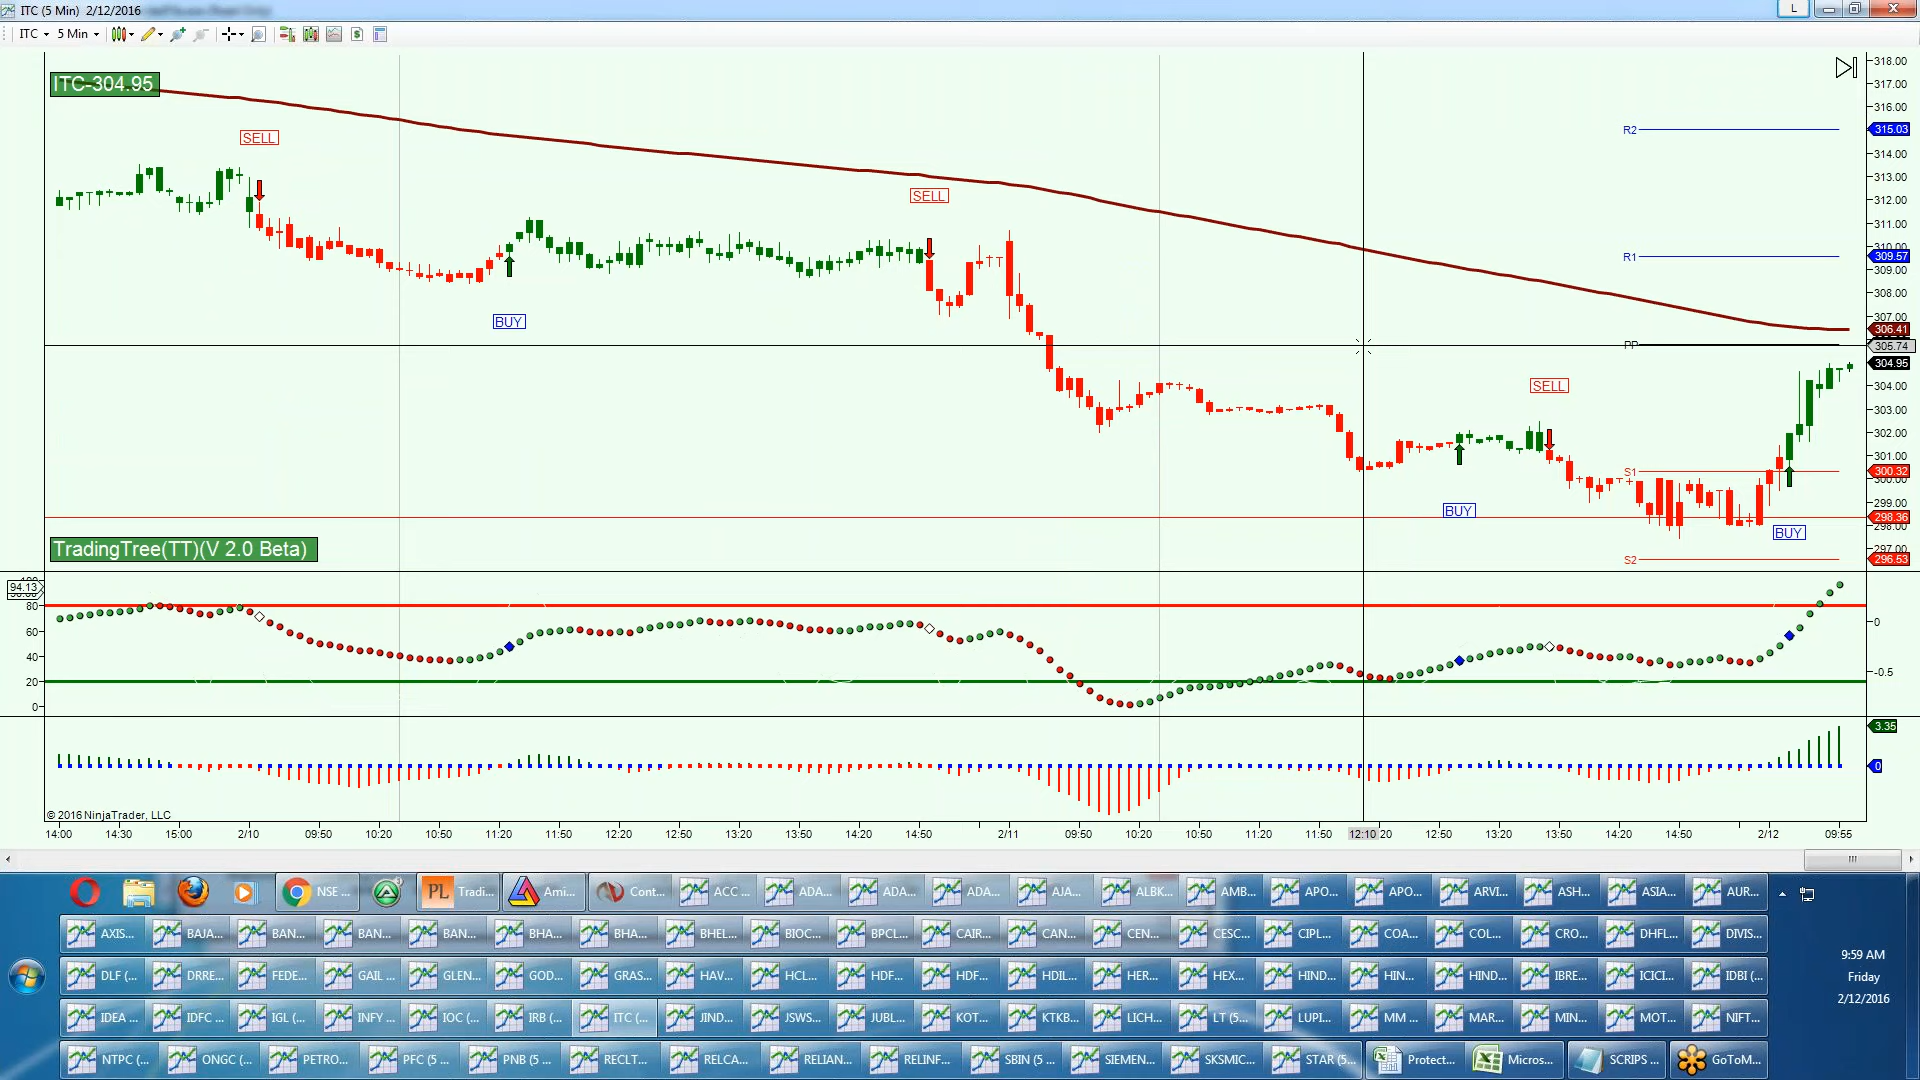 ITC (5 Min)  2/12/2016
L
ITC 5 Min
ITC-304.95
318.00
317.00
316.00
R2 315.03
SELL
314.00
313.00
SELL
312.00
311.00
310.00
R1 309.57
309.00
308.00
BUY
307.00
306.41
PP 305.74
304.95
SELL
304.00
303.00
302.00
301.00
S1 300.32
300.00
299.00
BUY
298.36
298.00
BUY
TradingTree(TT)(V 2.0 Beta)
297.00
S2 296.53
94.13
80
60 0
40
-0.5
20
0
3.35
0
© 2016 NinjaTrader, LLC
14:00 14:30 15:00 2/10 09:50 10:20 10:50 11:20 11:50 12:20 12:50 13:20 13:50 14:20 14:50 2/11 09:50 10:20 10:50 11:20 11:50 12:10 20 12:50 13:20 13:50 14:20 14:50 2/12 09:55
NSE ... 3 PL Tradi... Ami... Cont... ACC ... ADA... ADA... ADA... AJA... ALBK... AMB... APO... APO... ARVI... ASH... ASIA... AUR...
AXIS... BAJA... BAN... BAN... BAN... BHA... BHA... BHEL... BIOC... BPCL... CAIR... CAN... CEN... CESC... CIPL... COA... COL... CRO... DHFL... DIVIS...
DLF (... DRRE... FEDE... GAIL ... GLEN... GOD... GRAS... HAV... HCL... HDF... HDF... HDIL... HER... HEX... HIND... HIN... HIND... IBRE... ICICI... IDBI (...
IDEA ... IDFC ... IGL (... INFY ... IOC (... IRB (... ITC (... JIND... JSWS... JUBL... KOT... KTKB... LICH... LT (5... LUPI... MM ... MAR... MIN... MOT... NIFT...
NTPC (... ONGC (... PETRO... PFC (5 ... PNB (5 ... RECLT... RELCA... RELIAN... RELINF... SBIN (5 ... SIEMEN... SKSMIC... STAR (5... Protect... Micros... SCRIPS ... GoToM...
9:59 AM
Friday
2/12/2016